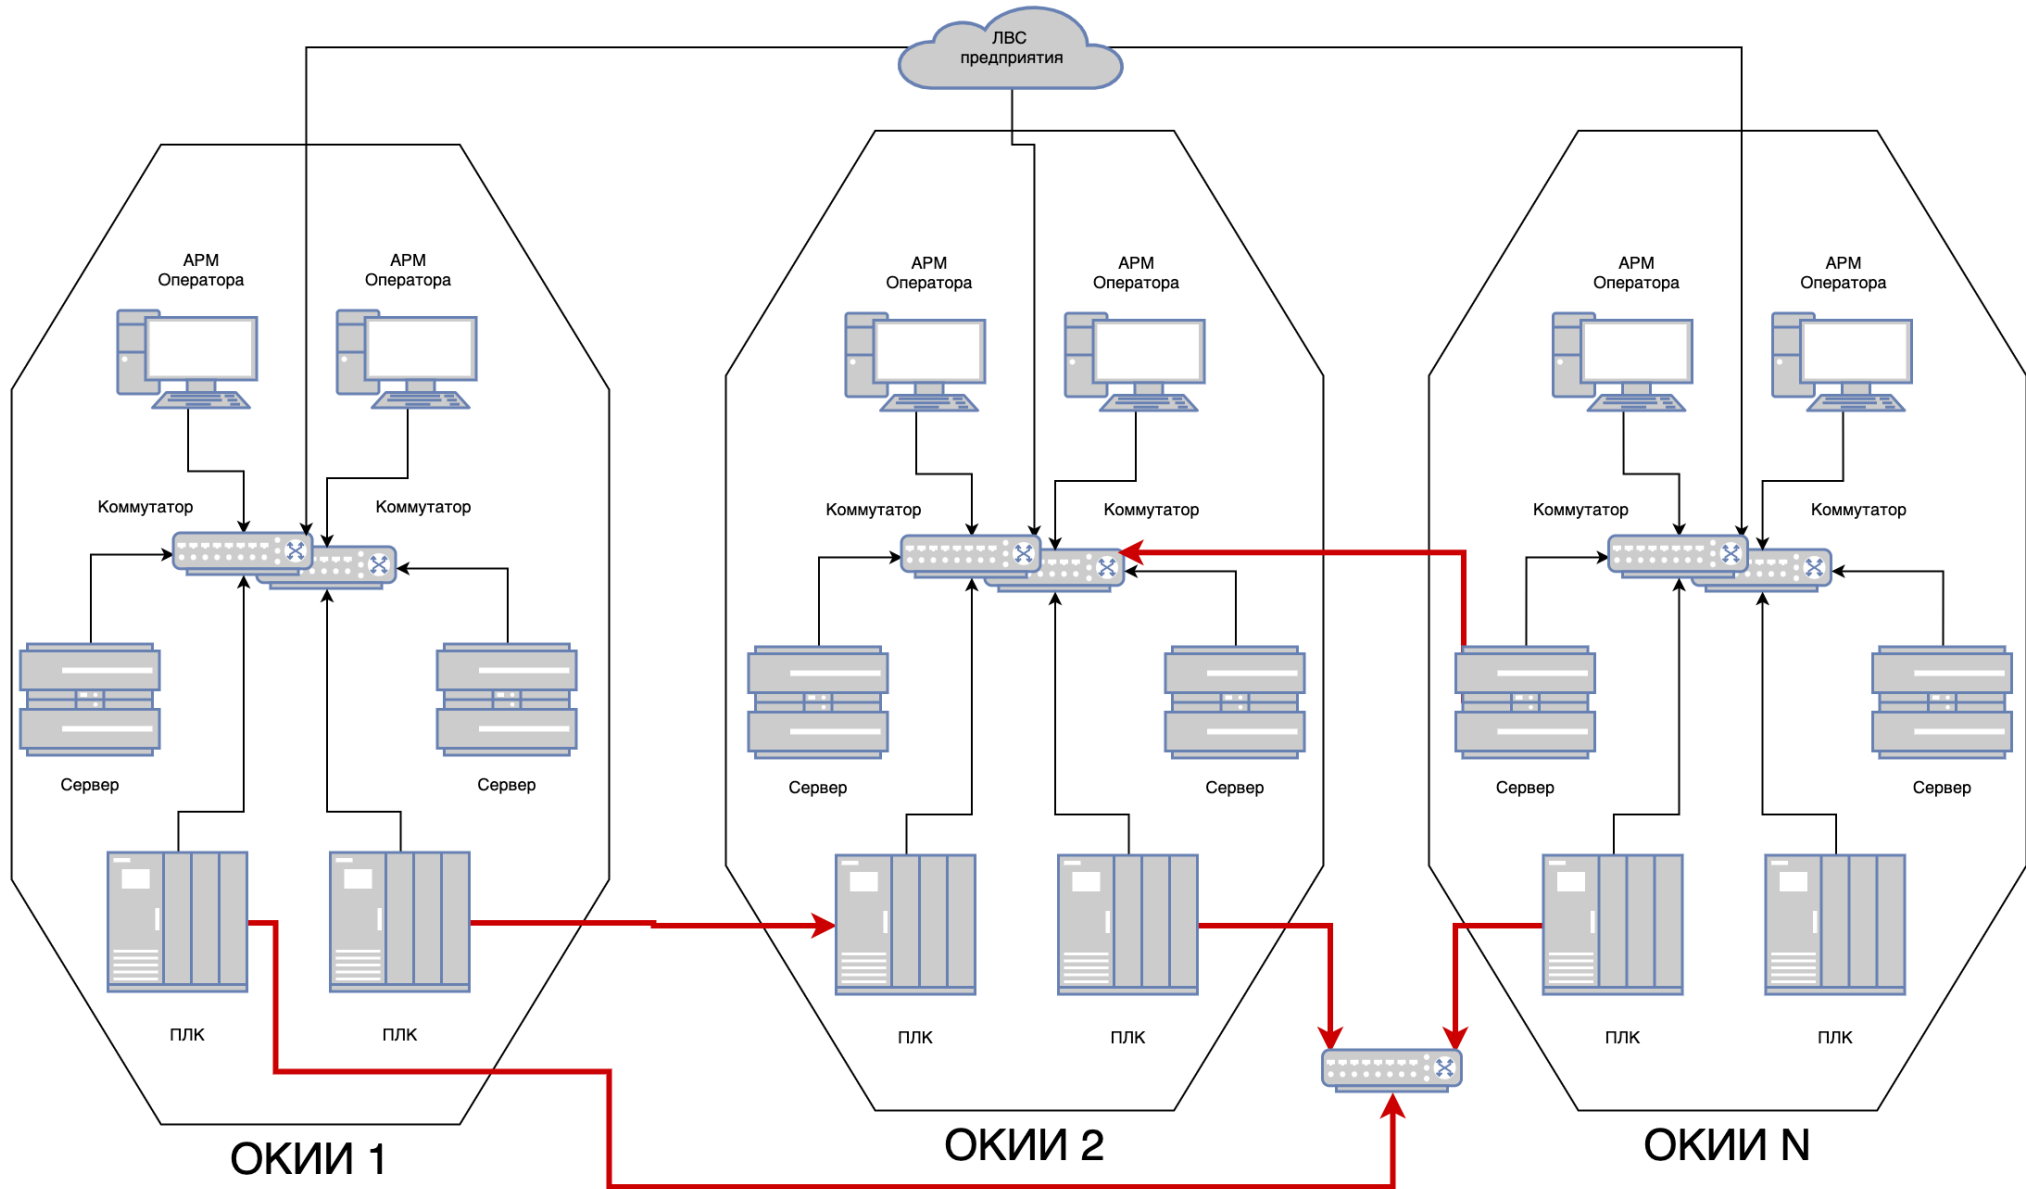 ЛВС
предприятия
АРМ
Оператора
АРМ
Оператора
Коммутатор
Коммутатор
Сервер
Сервер
ПЛК
ПЛК
ОКИИ 1
АРМ
Оператора
АРМ
Оператора
Коммутатор
Коммутатор
Сервер
Сервер
ПЛК
ПЛК
ОКИИ 2
АРМ
Оператора
АРМ
Оператора
Коммутатор
Коммутатор
Сервер
Сервер
ПЛК
ПЛК
ОКИИ N